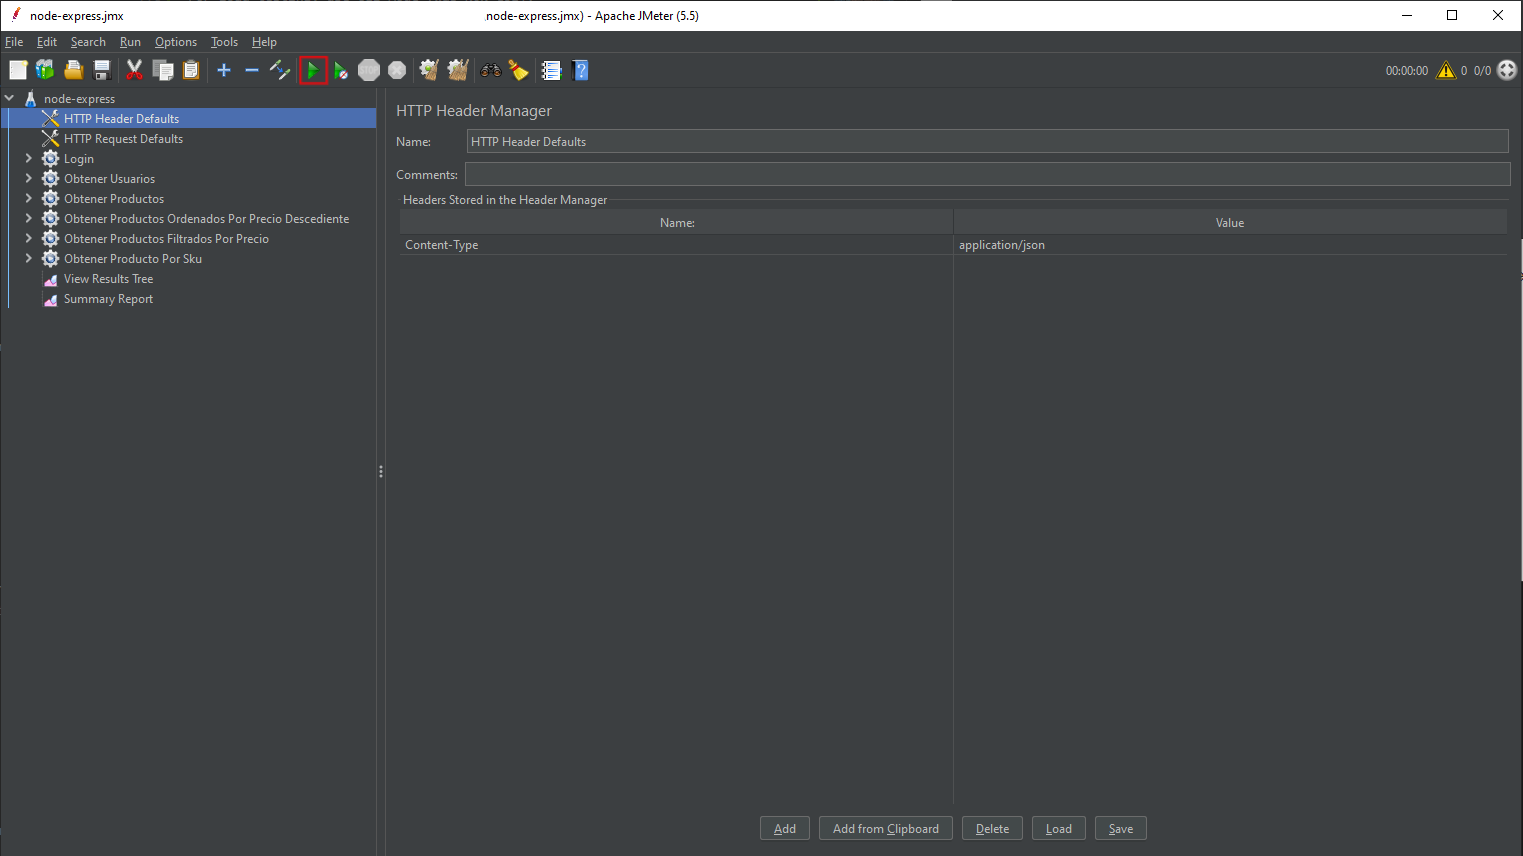 node-express.jmx
node-express.jmx) - Apache JMeter (5.5)
File Edit Search Run Options Tools Help
STOP
00:00:00 0 0/0
node-express
HTTP Header Defaults
HTTP Request Defaults
Login
Obtener Usuarios
Obtener Productos
Obtener Productos Ordenados Por Precio Descediente
Obtener Productos Filtrados Por Precio
Obtener Producto Por Sku
View Results Tree
Summary Report
HTTP Header Manager
Name: HTTP Header Defaults
Comments:
Headers Stored in the Header Manager
Name: Value
Content-Type application/json
Add Add from Clipboard Delete Load Save